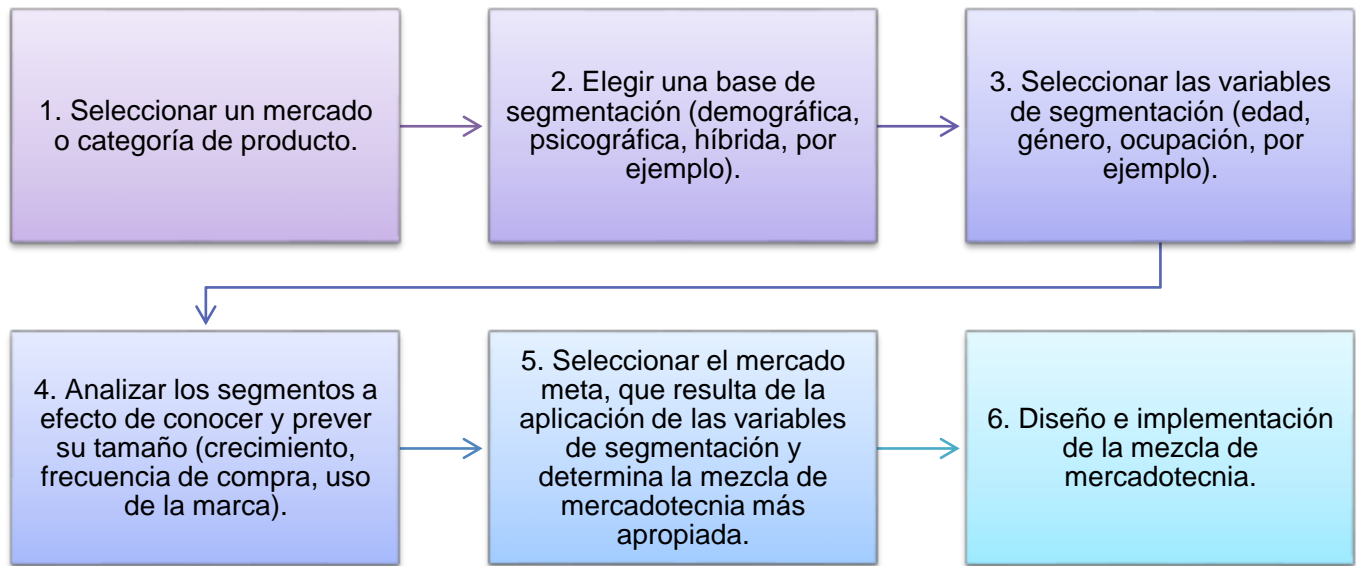 1. Seleccionar un mercado
o categoría de producto.
2. Elegir una base de
segmentación (demográfica,
psicográfica, híbrida, por
ejemplo).
3. Seleccionar las variables
de segmentación (edad,
género, ocupación, por
ejemplo).
4. Analizar los segmentos a
efecto de conocer y prever
su tamaño (crecimiento,
frecuencia de compra, uso
de la marca).
5. Seleccionar el mercado
meta, que resulta de la
aplicación de las variables
de segmentación y
determina la mezcla de
mercadotecnia más
apropiada.
6. Diseño e implementación
de la mezcla de
mercadotecnia.